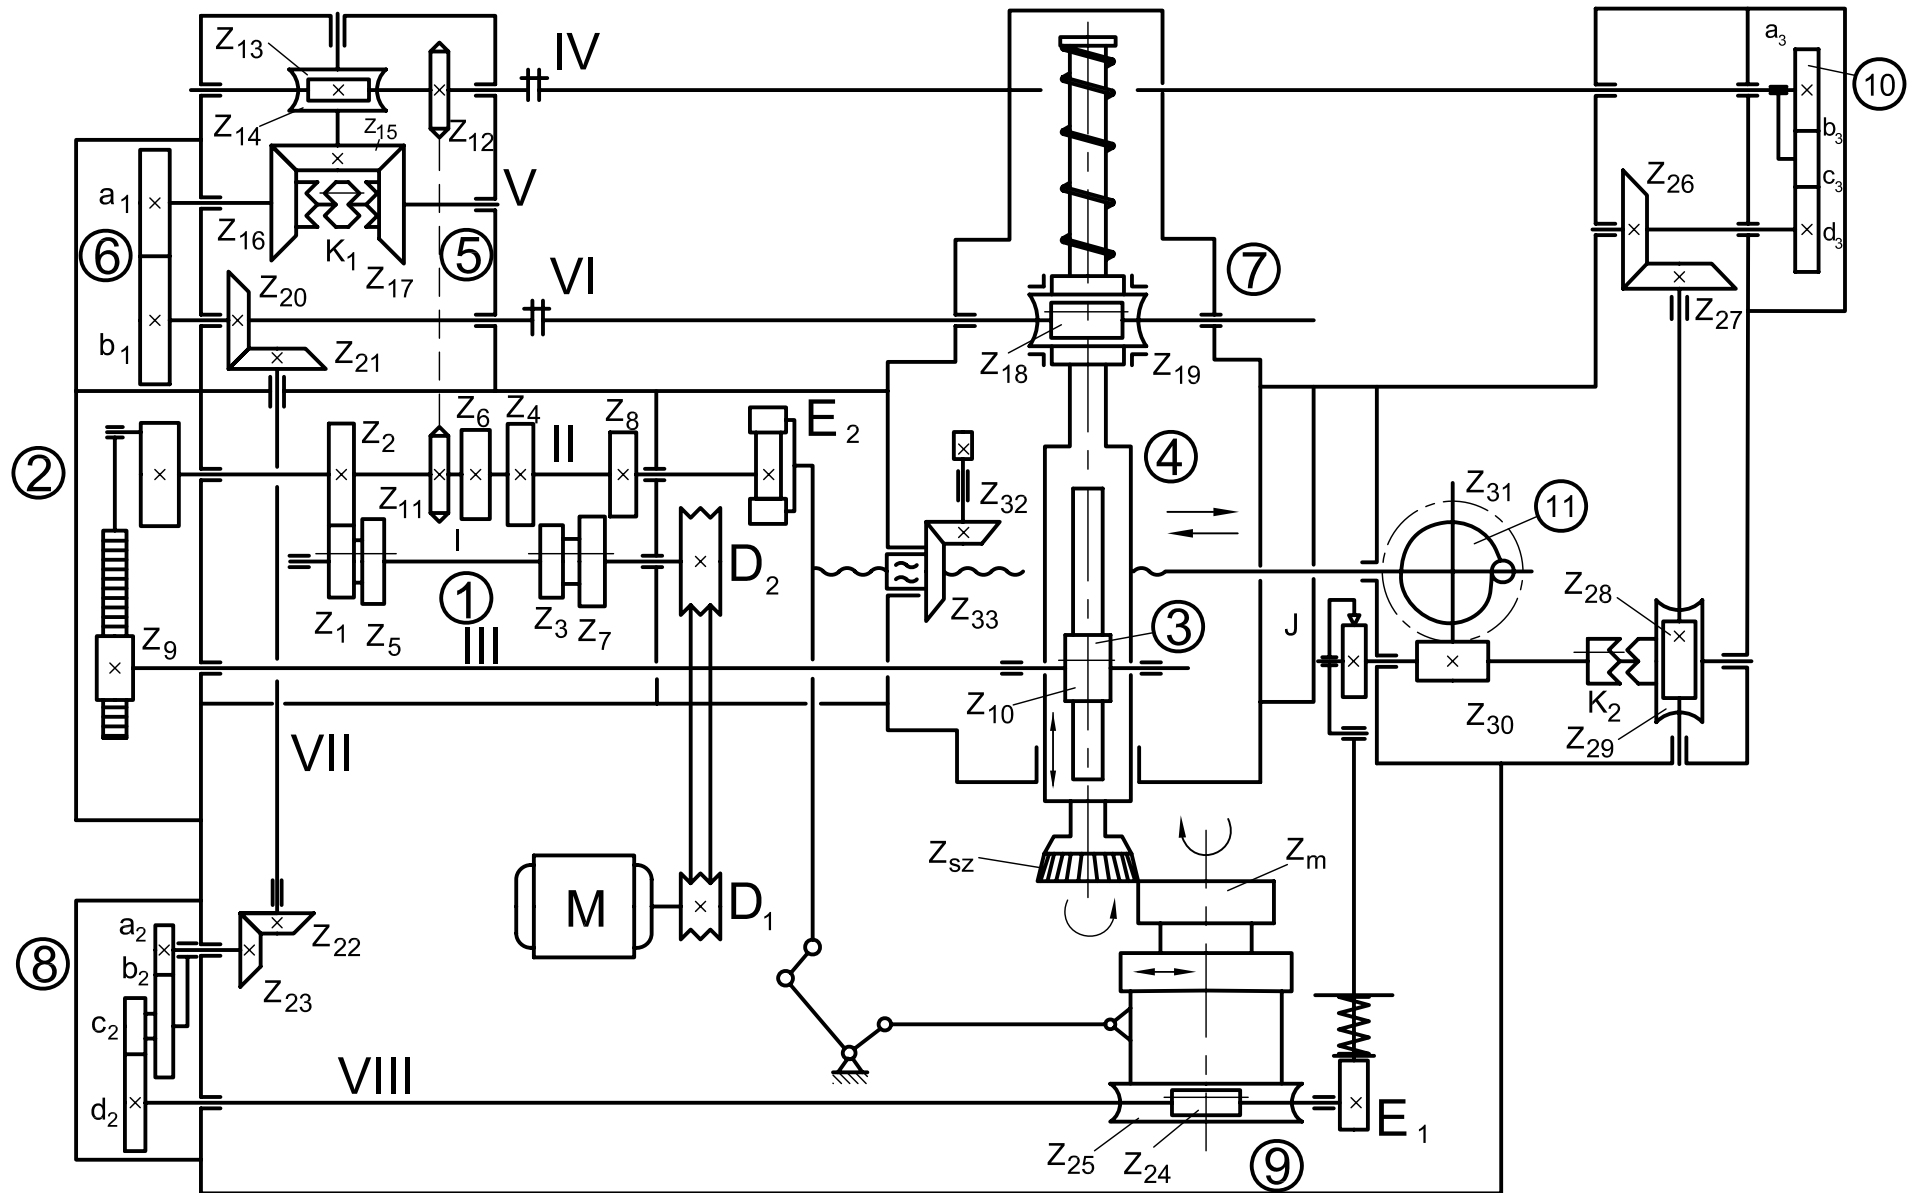 Z13 IV a3 10
Z14 Z15 Z12 b3
a1 V Z26 c3
Z16 K1 Z17 5 d3
6 Z20 VI 7
b1 Z21 Z18 Z19 Z27
Z6 Z4 Z8 E2
2 Z2 II 4
Z11 Z32 Z31 11
I D2 Z28
Z1 1 Z3 Z33 J
Z9 Z5 III Z7 3
Z10 Z30 K2
VII Z29
Zsz Zm
M D1
a2 Z22
8 b2 Z23
c2
VIII
d2 E1
Z25 Z24 9